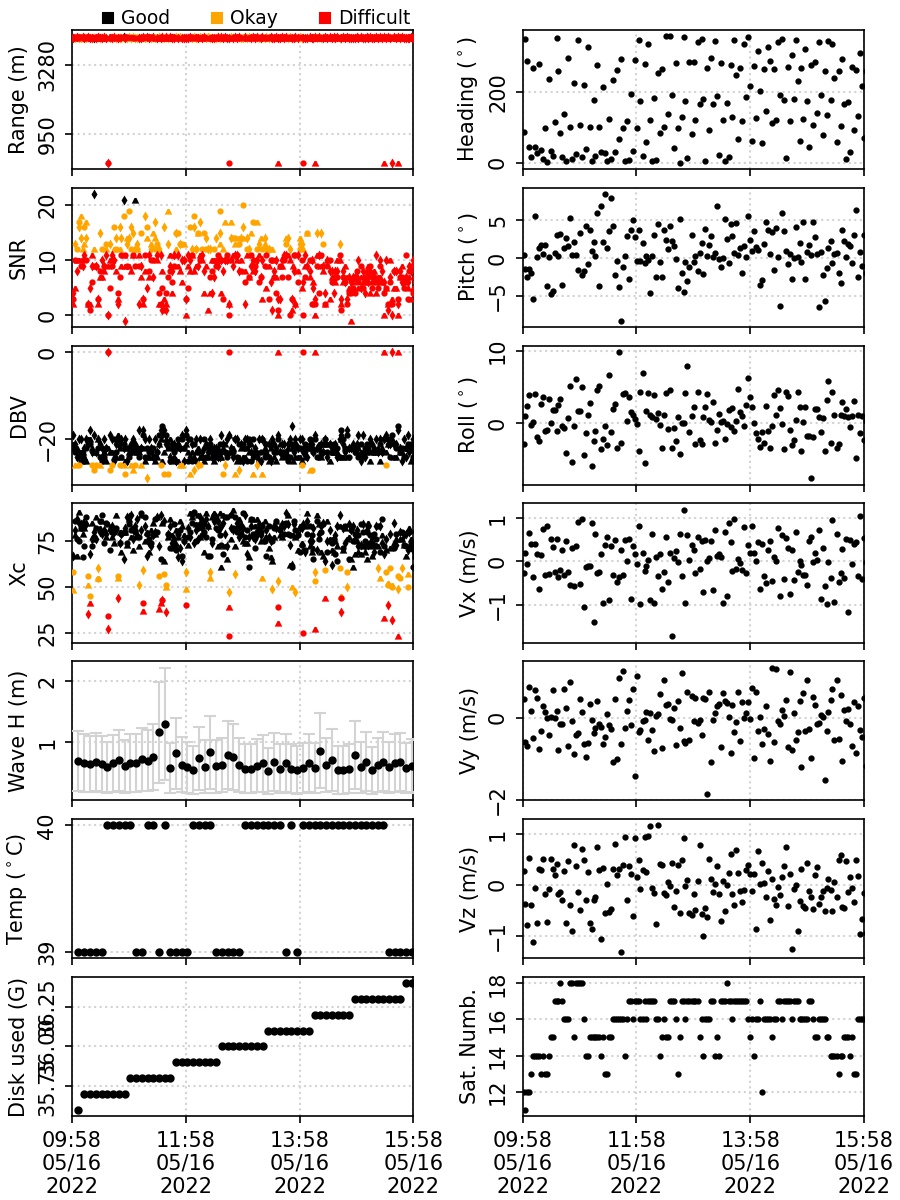 Good Okay Difficult
Range (m)
3280
950
Heading (°)
200
0
SNR
20
10
0
Pitch (°)
5
0
−5
DBV
0
−20
Roll (°)
10
0
Xc
75
50
25
Vx (m/s)
1
0
−1
Wave H (m)
2
1
Vy (m/s)
0
−2
Temp (°C)
40
39
Vz (m/s)
1
0
−1
Disk used (G)
35.75
Sat. Numb.
18
16
14
12
09:58 11:58 13:58 15:58 09:58 11:58 13:58 15:58
05/16 05/16 05/16 05/16 05/16 05/16 05/16 05/16
2022 2022 2022 2022 2022 2022 2022 2022